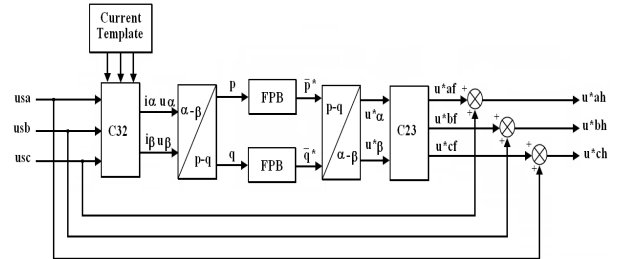 Current
Template
usa
usb
usc
C32
iα uα
iβ uβ
α-β
p-q
p
q
FPB
FPB
p̅*
q̅*
p-q
α-β
u*α
u*β
C23
u*af
u*bf
u*cf
+
+
+
+
+
+
u*ah
u*bh
u*ch